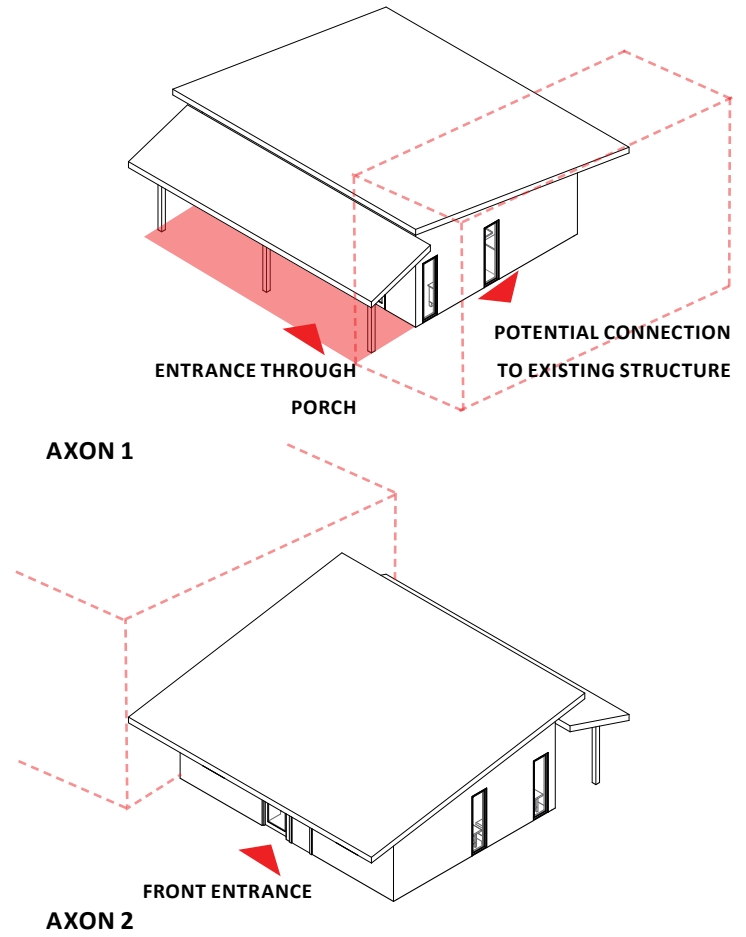 POTENTIAL CONNECTION
TO EXISTING STRUCTURE
ENTRANCE THROUGH
PORCH
AXON 1
FRONT ENTRANCE
AXON 2